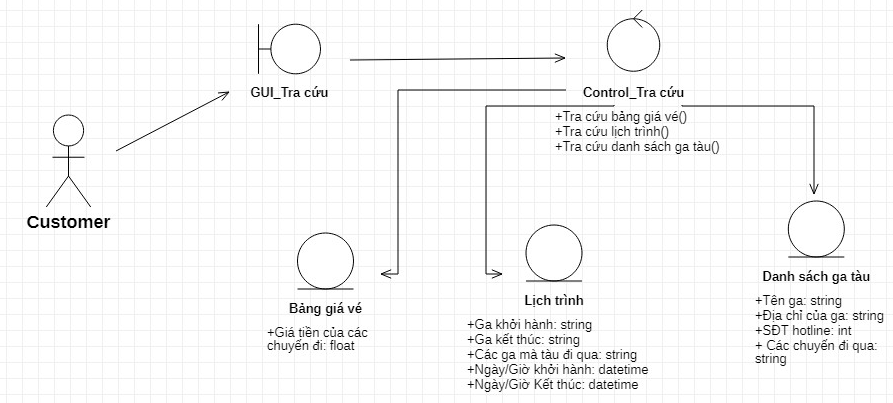 GUI_Tra cứu
Control_Tra cứu
+Tra cứu bảng giá vé()
+Tra cứu lịch trình()
+Tra cứu danh sách ga tàu()
Customer
Bảng giá vé
+Giá tiền của các
chuyến đi: float
Lịch trình
+Ga khởi hành: string
+Ga kết thúc: string
+Các ga mà tàu đi qua: string
+Ngày/Giờ khởi hành: datetime
+Ngày/Giờ Kết thúc: datetime
Danh sách ga tàu
+Tên ga: string
+Địa chỉ của ga: string
+SĐT hotline: int
+ Các chuyến đi qua:
string